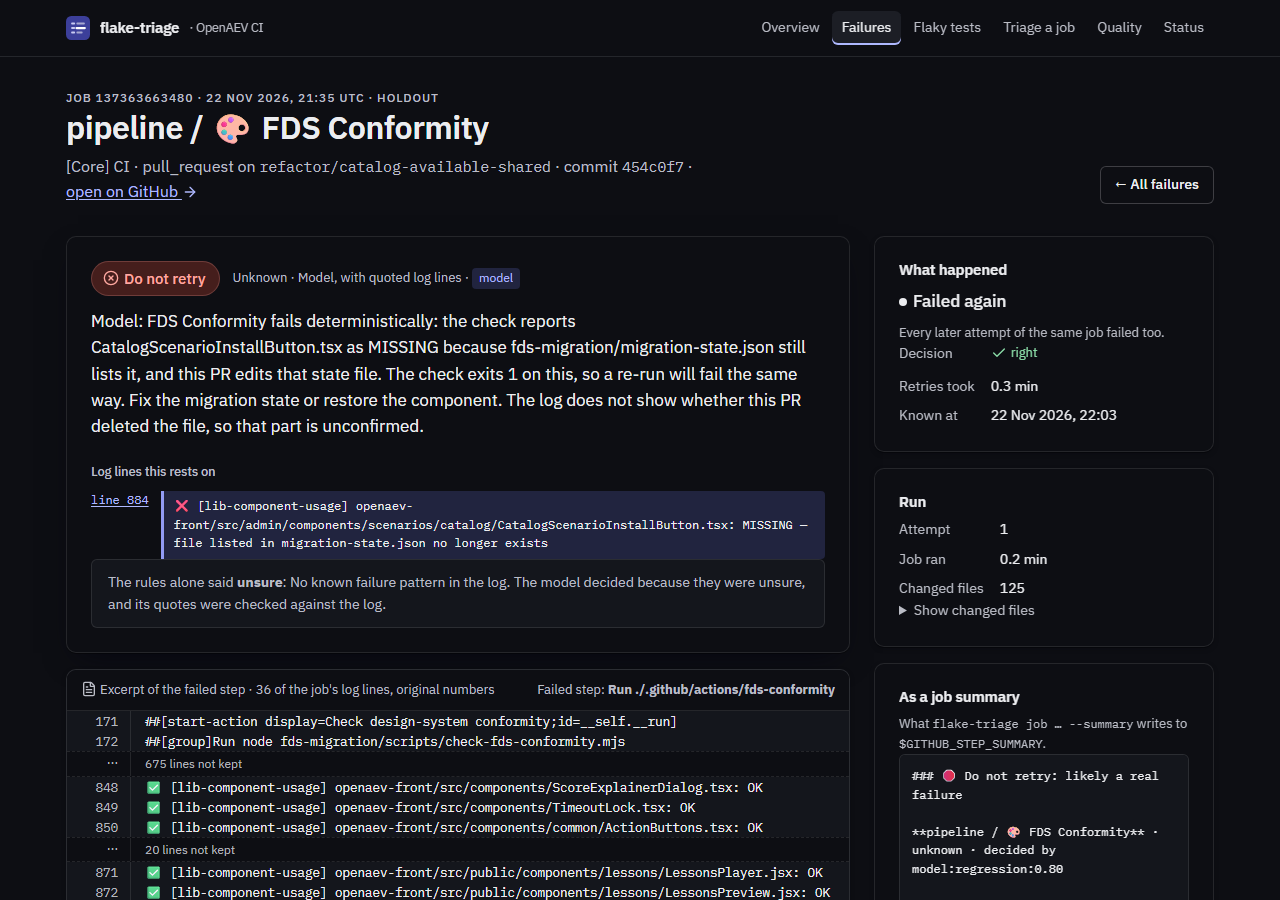 flake-triage · OpenAEV CI
Overview Failures Flaky tests Triage a job Quality Status
JOB 137363663480 · 22 NOV 2026, 21:35 UTC · HOLDOUT
pipeline / 🎨 FDS Conformity
[Core] CI · pull_request on refactor/catalog-available-shared · commit 454c0f7 ·
open on GitHub →
← All failures
Do not retry
Unknown · Model, with quoted log lines · model
Model: FDS Conformity fails deterministically: the check reports
CatalogScenarioInstallButton.tsx as MISSING because fds-migration/migration-state.json still
lists it, and this PR edits that state file. The check exits 1 on this, so a re-run will fail the same
way. Fix the migration state or restore the component. The log does not show whether this PR
deleted the file, so that part is unconfirmed.
Log lines this rests on
line 884
❌ [lib-component-usage] openaev-
front/src/admin/components/scenarios/catalog/CatalogScenarioInstallButton.tsx: MISSING —
file listed in migration-state.json no longer exists
The rules alone said unsure: No known failure pattern in the log. The model decided because they were unsure,
and its quotes were checked against the log.
Excerpt of the failed step · 36 of the job's log lines, original numbers
Failed step: Run ./.github/actions/fds-conformity
171 ##[start-action display=Check design-system conformity;id=__self.__run]
172 ##[group]Run node fds-migration/scripts/check-fds-conformity.mjs
··· 675 lines not kept
848 ✅ [lib-component-usage] openaev-front/src/components/ScoreExplainerDialog.tsx: OK
849 ✅ [lib-component-usage] openaev-front/src/components/TimeoutLock.tsx: OK
850 ✅ [lib-component-usage] openaev-front/src/components/common/ActionButtons.tsx: OK
··· 20 lines not kept
871 ✅ [lib-component-usage] openaev-front/src/public/components/lessons/LessonsPlayer.jsx: OK
872 ✅ [lib-component-usage] openaev-front/src/public/components/lessons/LessonsPreview.jsx: OK
What happened
Failed again
Every later attempt of the same job failed too.
Decision ✓ right
Retries took 0.3 min
Known at 22 Nov 2026, 22:03
Run
Attempt 1
Job ran 0.2 min
Changed files 125
▶ Show changed files
As a job summary
What flake-triage job … --summary writes to
$GITHUB_STEP_SUMMARY.
### 🛑 Do not retry: likely a real
failure
**pipeline / 🎨 FDS Conformity** ·
unknown · decided by
model:regression:0.80